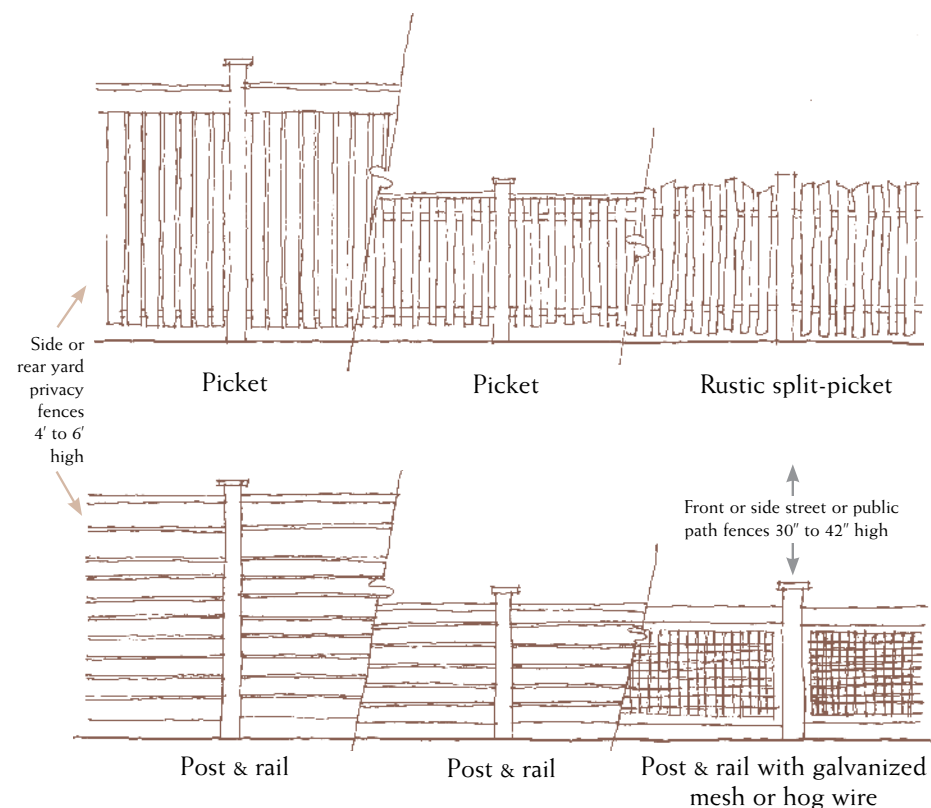 Side or
rear yard
privacy
fences
4′ to 6′
high
Picket
Picket
Rustic split-picket
Front or side street or public
path fences 30″ to 42″ high
Post & rail
Post & rail
Post & rail with galvanized
mesh or hog wire